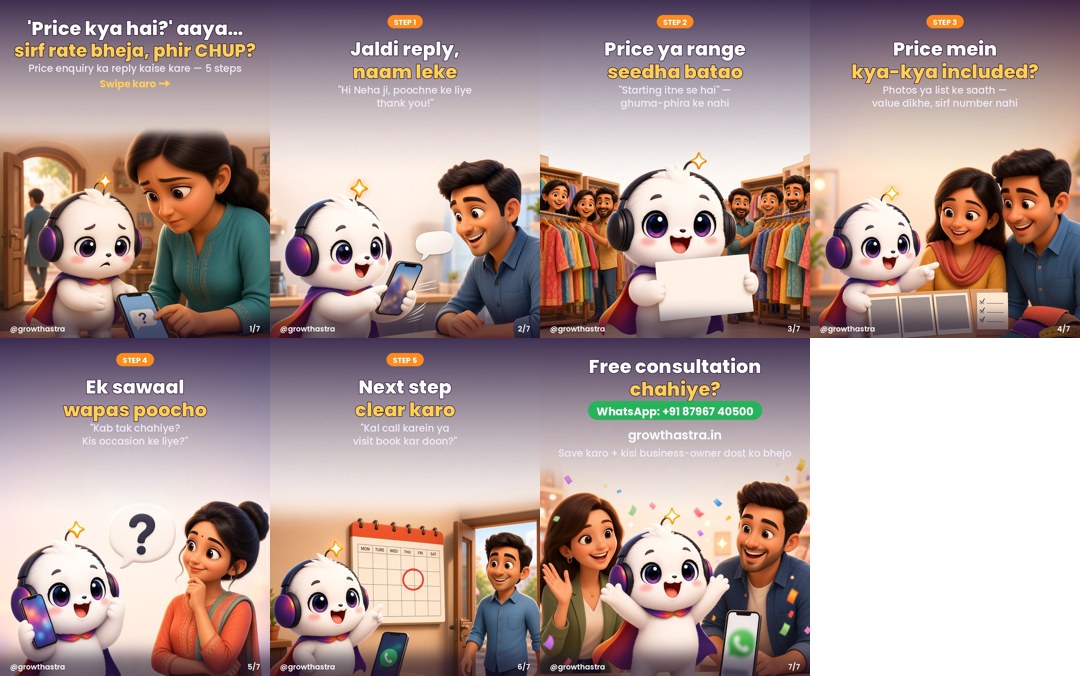 'Price kya hai?' aaya...
sirf rate bheja, phir CHUP?
Price enquiry ka reply kaise kare — 5 steps
Swipe karo →
?
@growthastra
1/7
STEP 1
Jaldi reply,
naam leke
"Hi Neha ji, poochne ke liye
thank you!"
@growthastra
2/7
STEP 2
Price ya range
seedha batao
"Starting itne se hai" —
ghuma-phira ke nahi
@growthastra
3/7
STEP 3
Price mein
kya-kya included?
Photos ya list ke saath —
value dikhe, sirf number nahi
@growthastra
4/7
STEP 4
Ek sawaal
wapas poocho
"Kab tak chahiye?
Kis occasion ke liye?"
?
@growthastra
5/7
STEP 5
Next step
clear karo
"Kal call karein ya
visit book kar doon?"
MON TURE WED THU FRI SAT
@growthastra
6/7
Free consultation
chahiye?
WhatsApp: +91 87967 40500
growthastra.in
Save karo + kisi business-owner dost ko bhejo
@growthastra
7/7